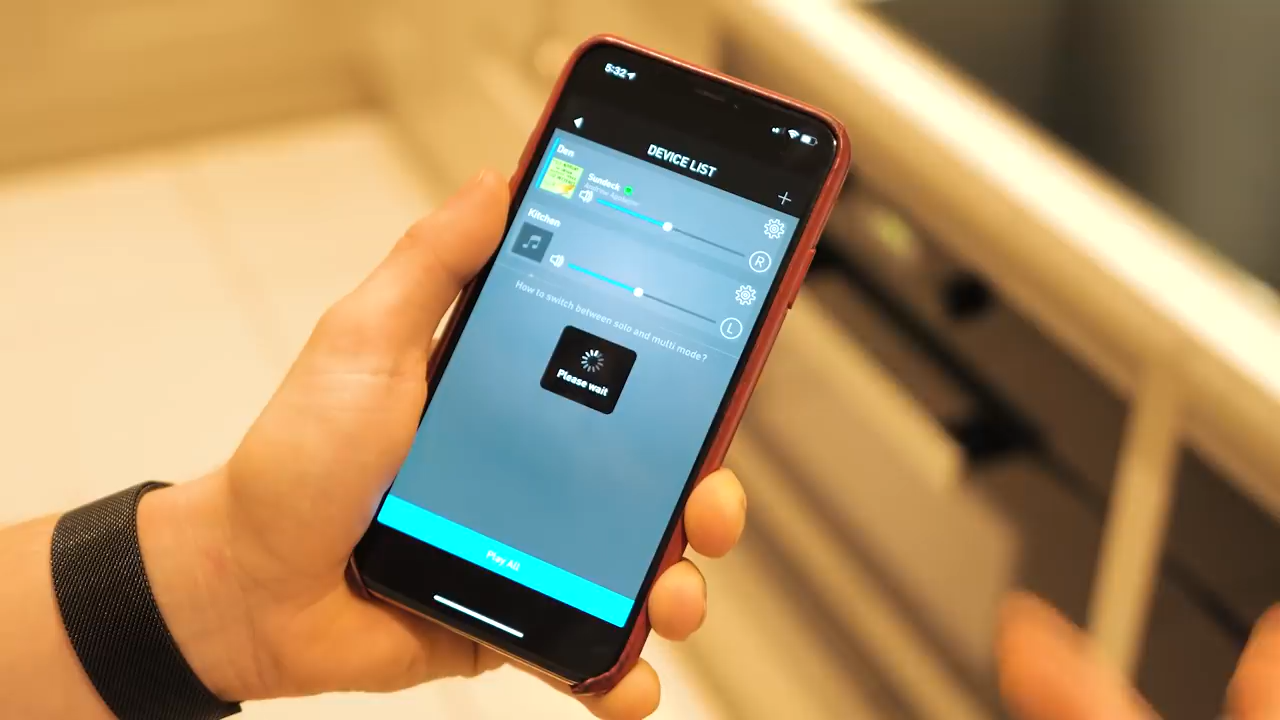 5:32
DEVICE LIST
Den
Sundeck
R
Kitchen
L
How to switch between solo and multi mode?
Please wait
Play All